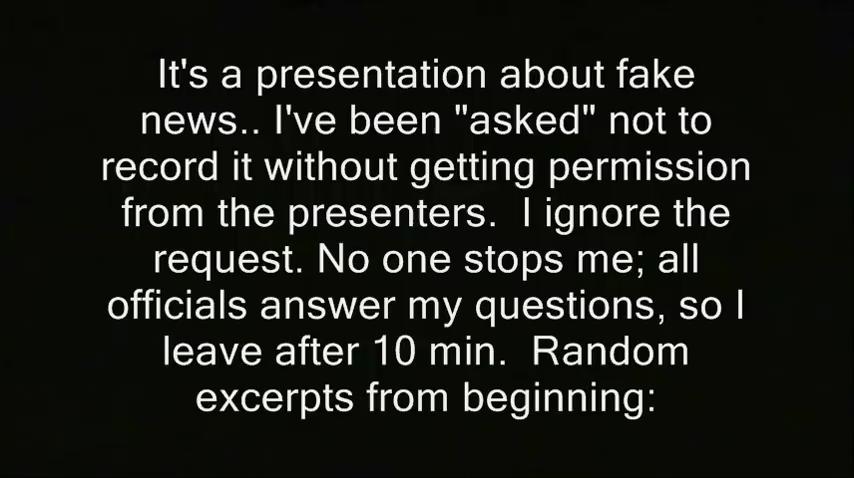 It's a presentation about fake
news.. I've been "asked" not to
record it without getting permission
from the presenters.  I ignore the
request. No one stops me; all
officials answer my questions, so I
leave after 10 min.  Random
excerpts from beginning: